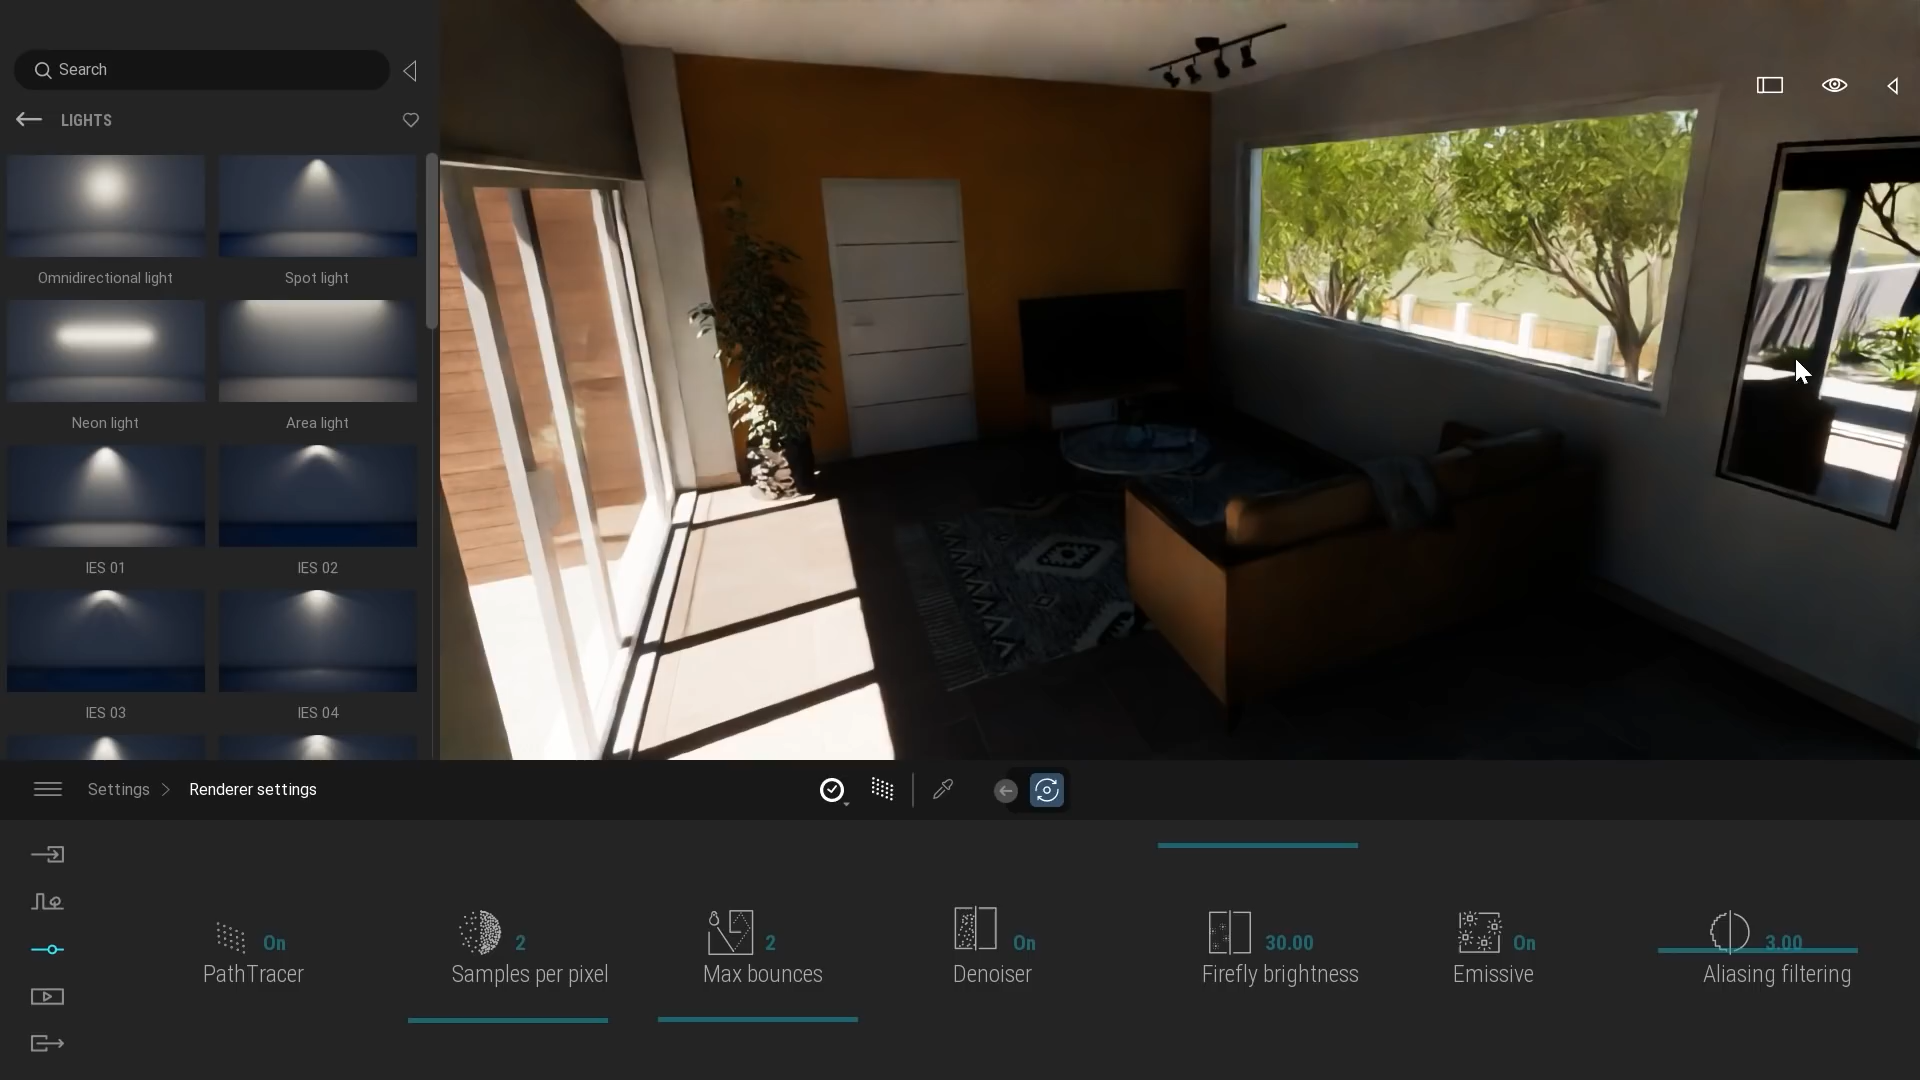 Search
LIGHTS
Omnidirectional light
Spot light
Neon light
Area light
IES 01
IES 02
IES 03
IES 04
Settings
Renderer settings
On
PathTracer
2
Samples per pixel
2
Max bounces
On
Denoiser
30.00
Firefly brightness
On
Emissive
3.00
Aliasing filtering